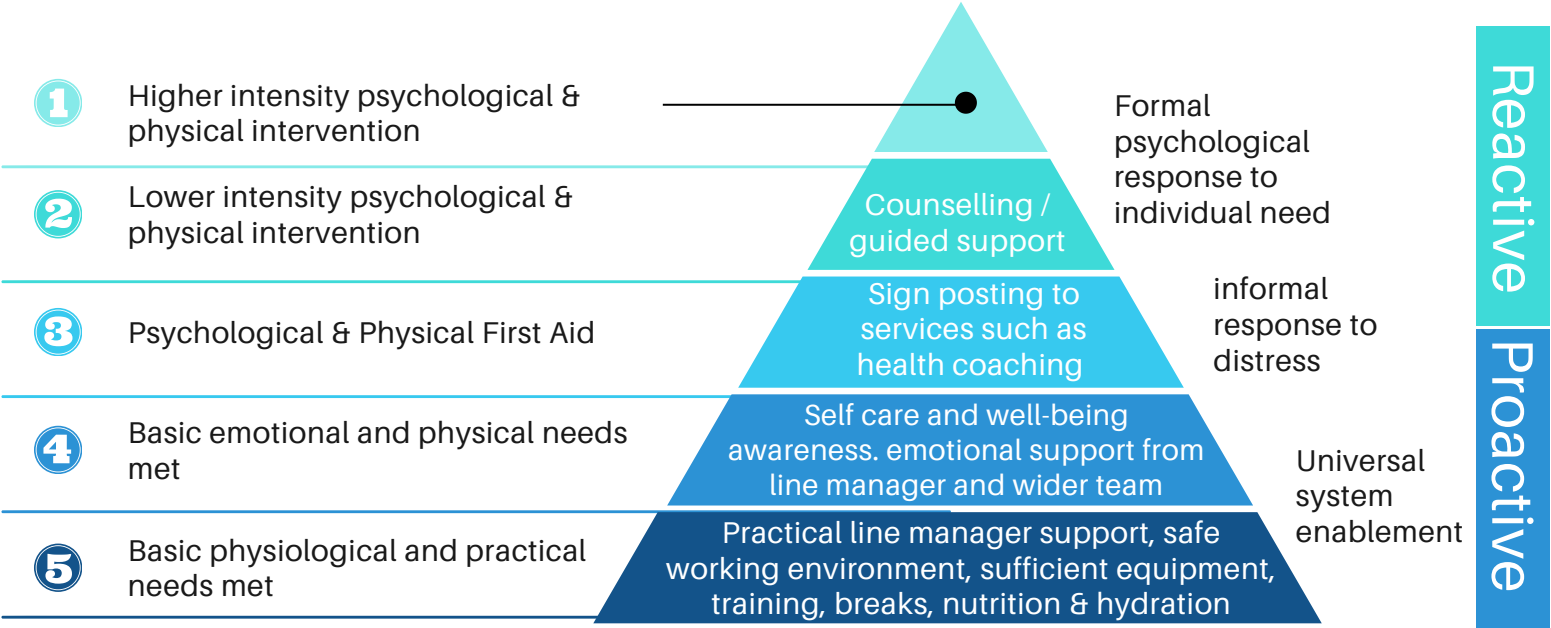 1
Higher intensity psychological &
physical intervention
2
Lower intensity psychological &
physical intervention
3
Psychological & Physical First Aid
4
Basic emotional and physical needs
met
5
Basic physiological and practical
needs met
Counselling /
guided support
Sign posting to
services such as
health coaching
Self care and well-being
awareness. emotional support from
line manager and wider team
Practical line manager support, safe
working environment, sufficient equipment,
training, breaks, nutrition & hydration
Formal
psychological
response to
individual need
informal
response to
distress
Universal
system
enablement
Reactive
Proactive